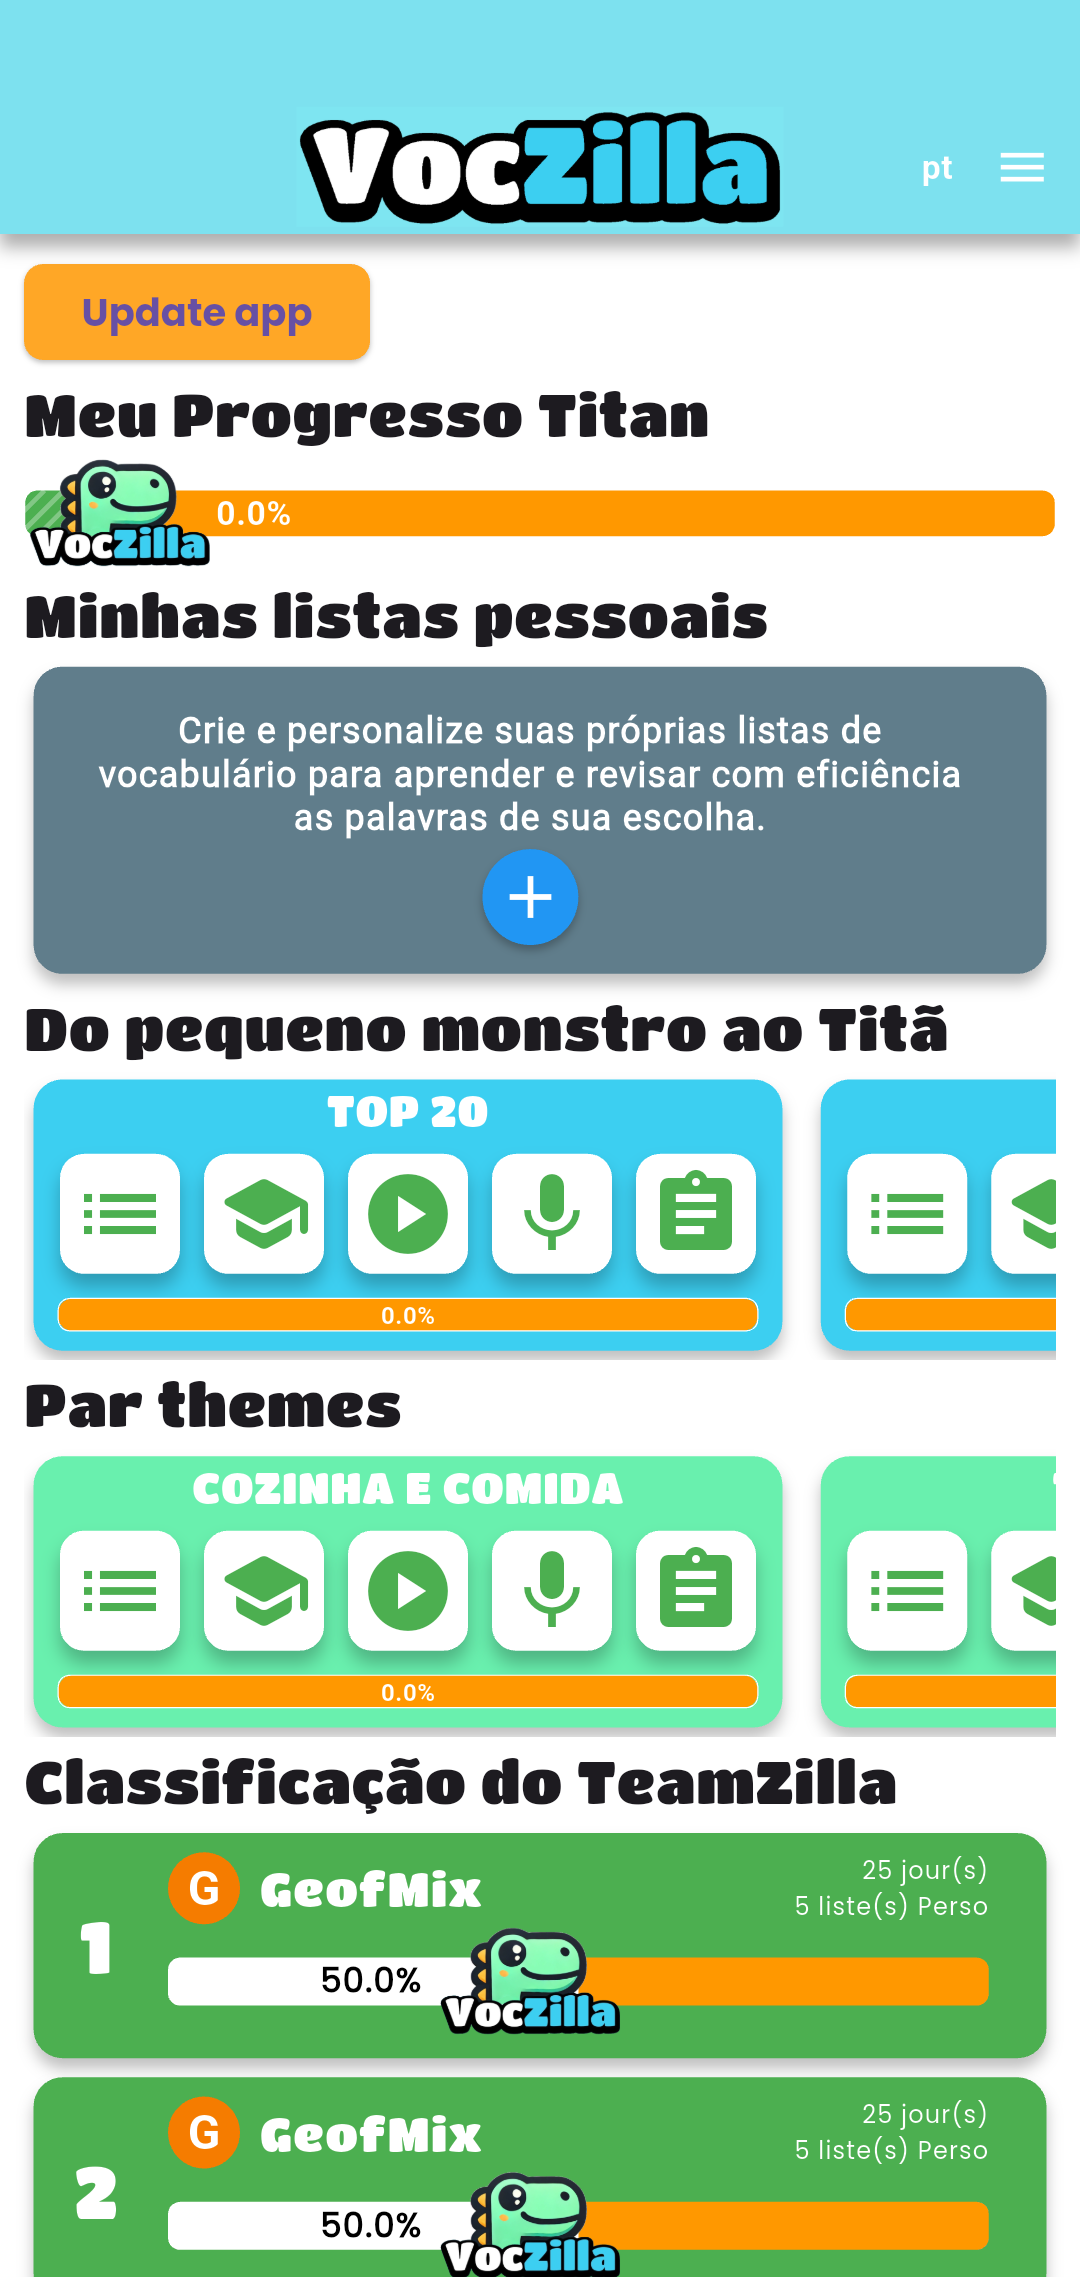 VocZilla
pt
Update app
Meu Progresso Titan
0.0%
VocZilla
Minhas listas pessoais
Crie e personalize suas próprias listas de
vocabulário para aprender e revisar com eficiência
as palavras de sua escolha.
Do pequeno monstro ao Titã
TOP 20
0.0%
Par themes
COZINHA E COMIDA
0.0%
Classificação do TeamZilla
1
G
GeofMix
25 jour(s)
5 liste(s) Perso
50.0%
VocZilla
2
G
GeofMix
25 jour(s)
5 liste(s) Perso
50.0%
VocZilla